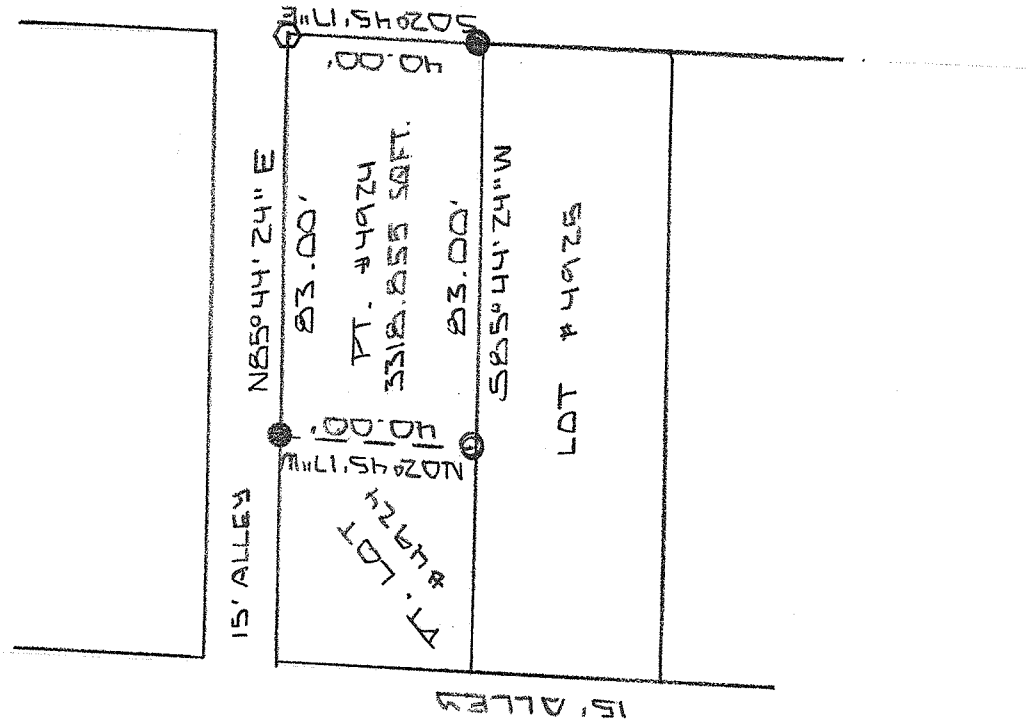 S02°45'17"E
40.00'
N85°44'24"E
83.00'
PT. #4924
3318.855 SQFT.
83.00'
S85°44'24"W
LOT #4925
40.00'
N02°45'17"W
PT. LOT
#4924
15' ALLEY
15' ALLEY